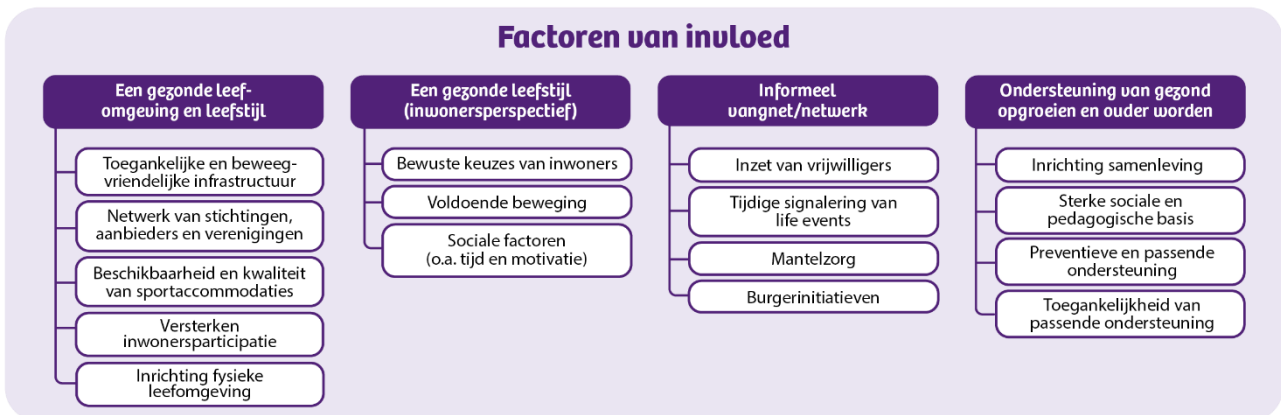 Factoren van invloed
Een gezonde leef-
omgeving en leefstijl
Toegankelijke en beweeg-
vriendelijke infrastructuur
Netwerk van stichtingen,
aanbieders en verenigingen
Beschikbaarheid en kwaliteit
van sportaccommodaties
Versterken
inwonersparticipatie
Inrichting fysieke
leefomgeving
Een gezonde leefstijl
(inwonersperspectief)
Bewuste keuzes van inwoners
Voldoende beweging
Sociale factoren
(o.a. tijd en motivatie)
Informeel
vangnet/netwerk
Inzet van vrijwilligers
Tijdige signalering van
life events
Mantelzorg
Burgerinitiatieven
Ondersteuning van gezond
opgroeien en ouder worden
Inrichting samenleving
Sterke sociale en
pedagogische basis
Preventieve en passende
ondersteuning
Toegankelijkheid van
passende ondersteuning